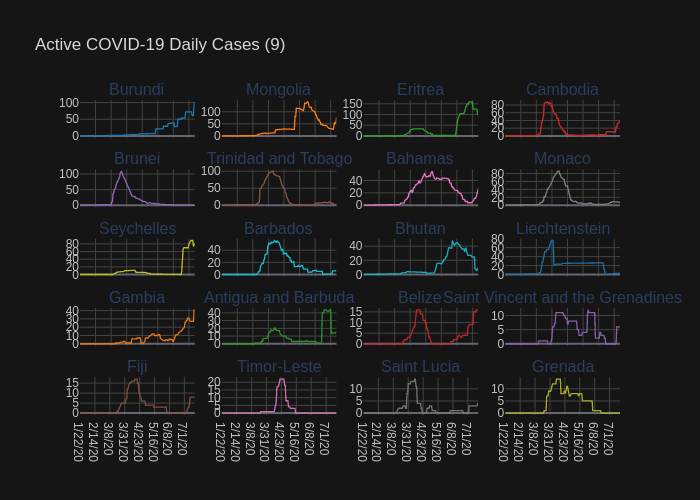 Active COVID-19 Daily Cases (9)
Burundi Mongolia Eritrea Cambodia
100 50 0 100 50 0 150 100 50 0 80 60 40 20 0
Brunei Trinidad and Tobago Bahamas Monaco
100 50 0 100 50 0 40 20 0 80 60 40 20 0
Seychelles Barbados Bhutan Liechtenstein
80 60 40 20 0 40 20 0 40 20 0 80 60 40 20 0
Gambia Antigua and Barbuda Belize Saint Vincent and the Grenadines
40 30 20 10 0 40 30 20 10 0 15 10 5 0 10 5 0
Fiji Timor-Leste Saint Lucia Grenada
15 10 5 0 20 15 10 5 0 10 5 0 10 5 0
1/22/20 2/14/20 3/8/20 3/31/20 4/23/20 5/16/20 6/8/20 7/1/20 1/22/20 2/14/20 3/8/20 3/31/20 4/23/20 5/16/20 6/8/20 7/1/20 1/22/20 2/14/20 3/8/20 3/31/20 4/23/20 5/16/20 6/8/20 7/1/20 1/22/20 2/14/20 3/8/20 3/31/20 4/23/20 5/16/20 6/8/20 7/1/20